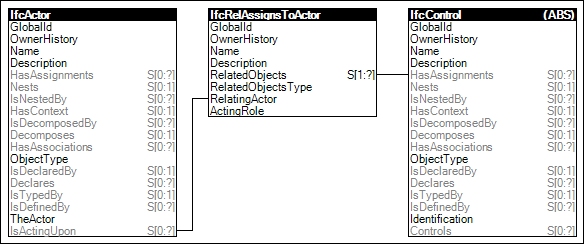 IfcActor
GlobalId
OwnerHistory
Name
Description
HasAssignments S[0:?]
Nests S[0:1]
IsNestedBy S[0:?]
HasContext S[0:1]
IsDecomposedBy S[0:?]
Decomposes S[0:1]
HasAssociations S[0:?]
ObjectType
IsDeclaredBy S[0:1]
Declares S[0:?]
IsTypedBy S[0:1]
IsDefinedBy S[0:?]
TheActor
IsActingUpon S[0:?]
IfcRelAssignsToActor
GlobalId
OwnerHistory
Name
Description
RelatedObjects S[1:?]
RelatedObjectsType
RelatingActor
ActingRole
IfcControl (ABS)
GlobalId
OwnerHistory
Name
Description
HasAssignments S[0:?]
Nests S[0:1]
IsNestedBy S[0:?]
HasContext S[0:1]
IsDecomposedBy S[0:?]
Decomposes S[0:1]
HasAssociations S[0:?]
ObjectType
IsDeclaredBy S[0:1]
Declares S[0:?]
IsTypedBy S[0:1]
IsDefinedBy S[0:?]
Identification
Controls S[0:?]